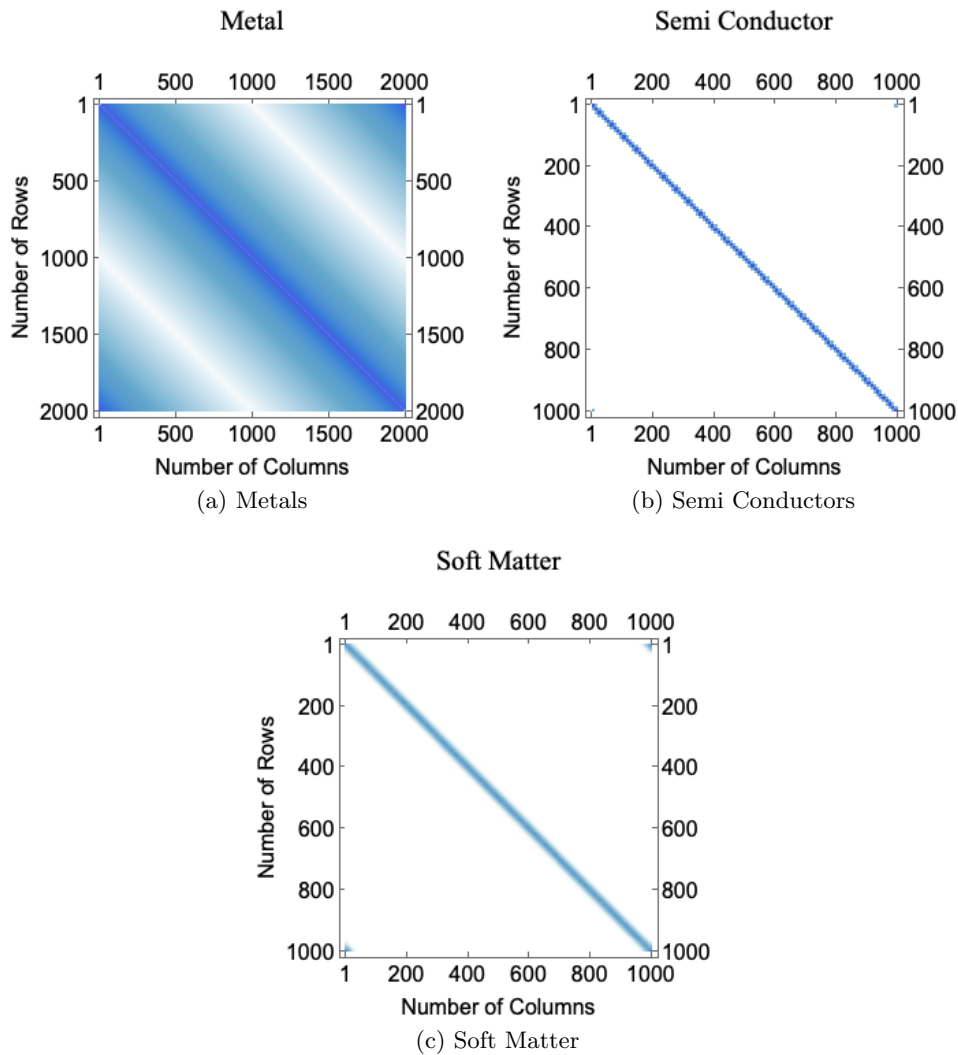 Metal
Semi Conductor
1 500 1000 1500 2000
1 200 400 600 800 1000
1 1 1 1
500 500 200 200
1000 1000 400 400
1500 1500 600 600
2000 2000 800 800
1000 1000
Number of Rows
Number of Rows
1 500 1000 1500 2000
1 200 400 600 800 1000
Number of Columns
Number of Columns
(a) Metals
(b) Semi Conductors
Soft Matter
1 200 400 600 800 1000
1 1
200 200
400 400
600 600
800 800
1000 1000
Number of Rows
1 200 400 600 800 1000
Number of Columns
(c) Soft Matter